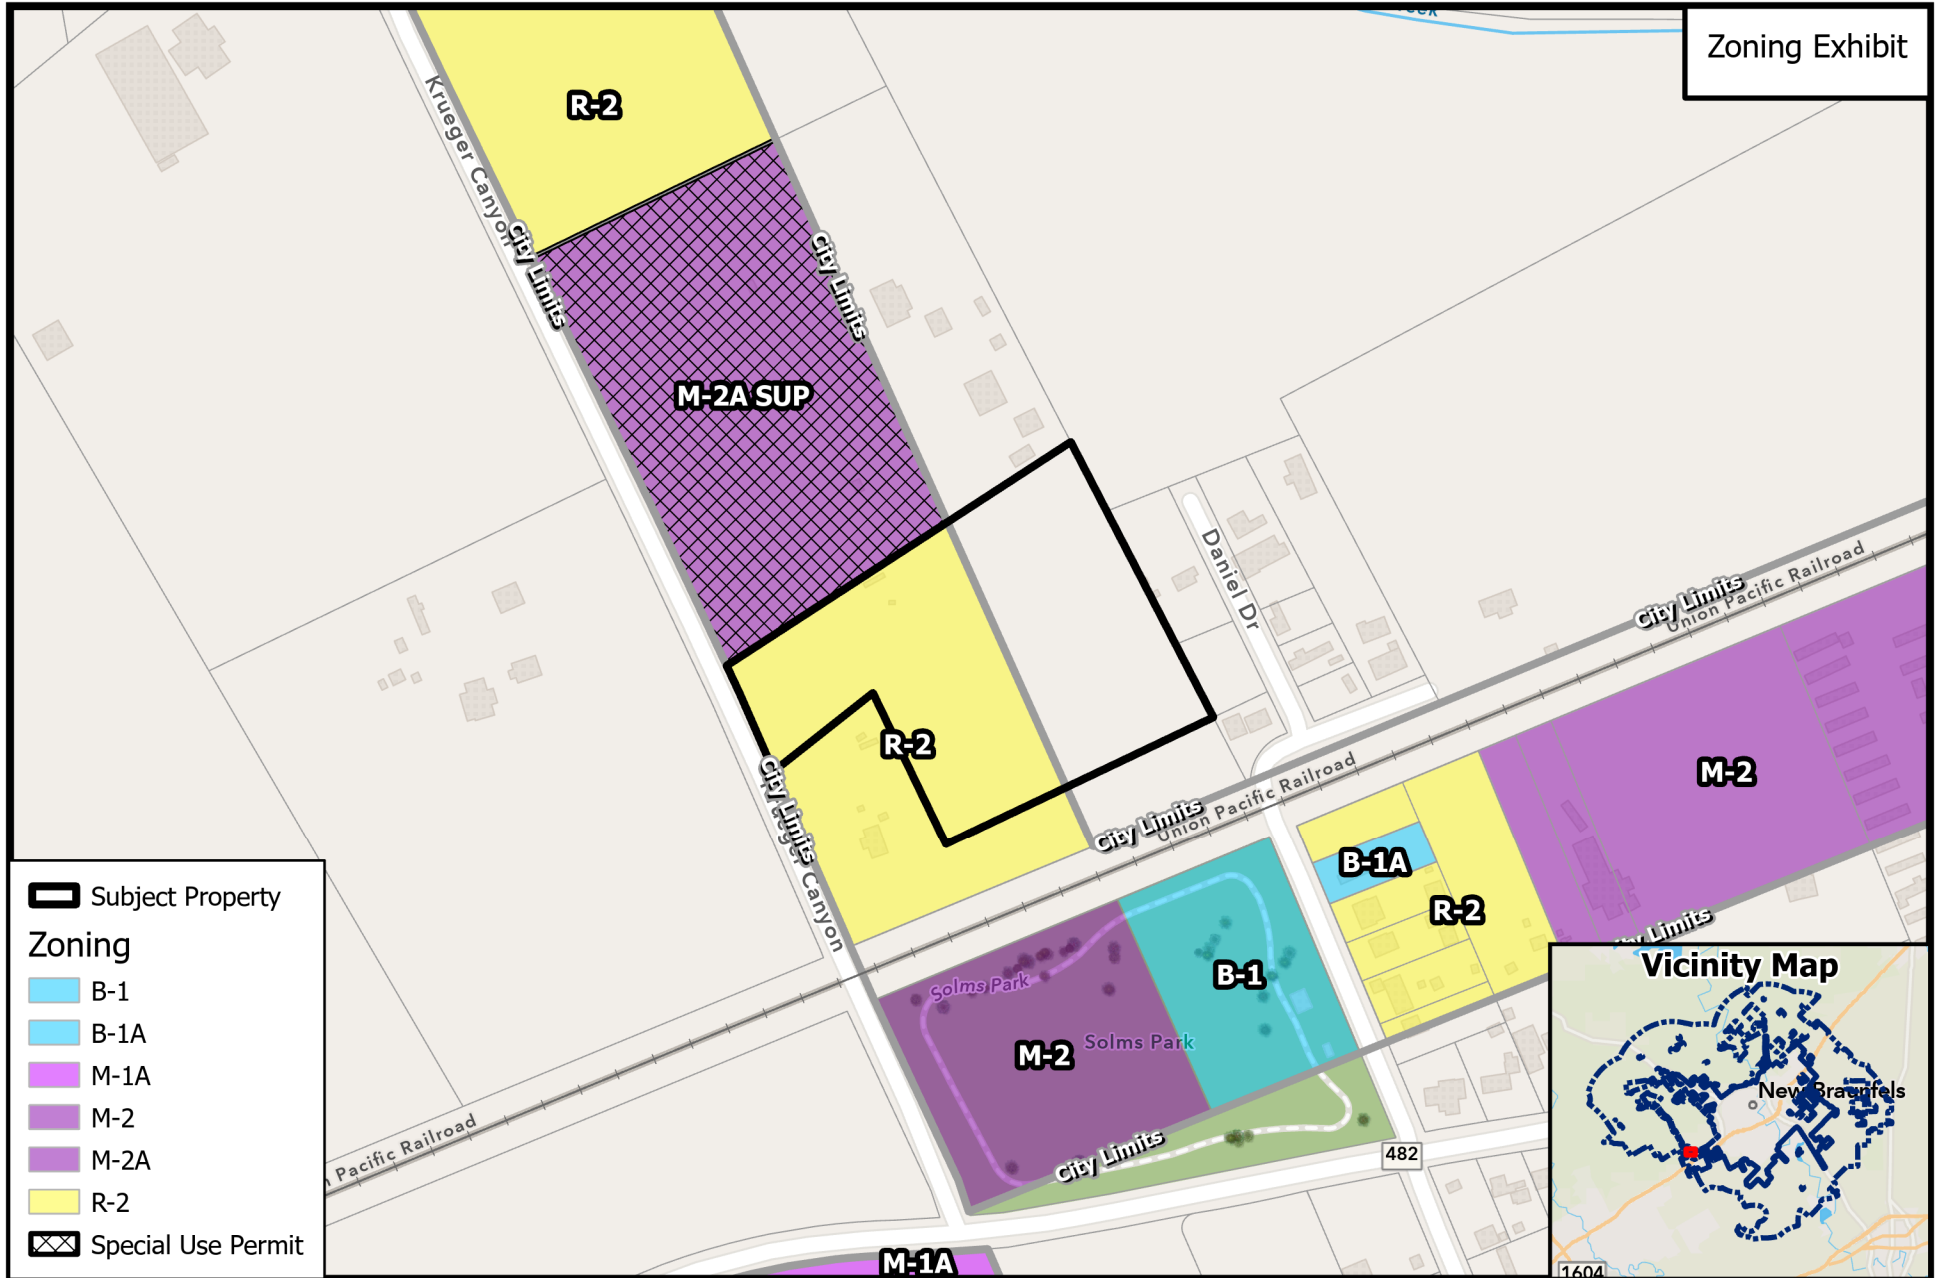 Zoning Exhibit
R-2
Krueger Canyon
City Limits
City Limits
M-2A SUP
Daniel Dr
City Limits
Union Pacific Railroad
R-2
City Limits
Canyon
City Limits
Union Pacific Railroad
M-2
B-1A
R-2
City Limits
Solms Park
B-1
M-2
Solms Park
City Limits
Pacific Railroad
482
M-1A
Subject Property
Zoning
B-1
B-1A
M-1A
M-2
M-2A
R-2
Special Use Permit
Vicinity Map
New Braunfels
1604